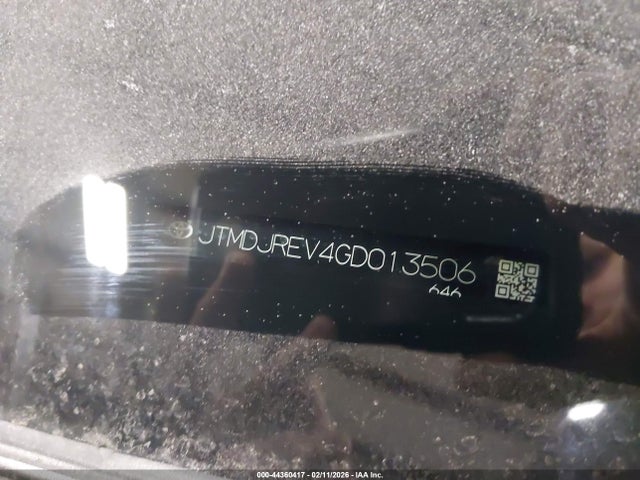 JTMDJREV4GD013506
646
000-44360417 - 02/11/2026 - IAA Inc.